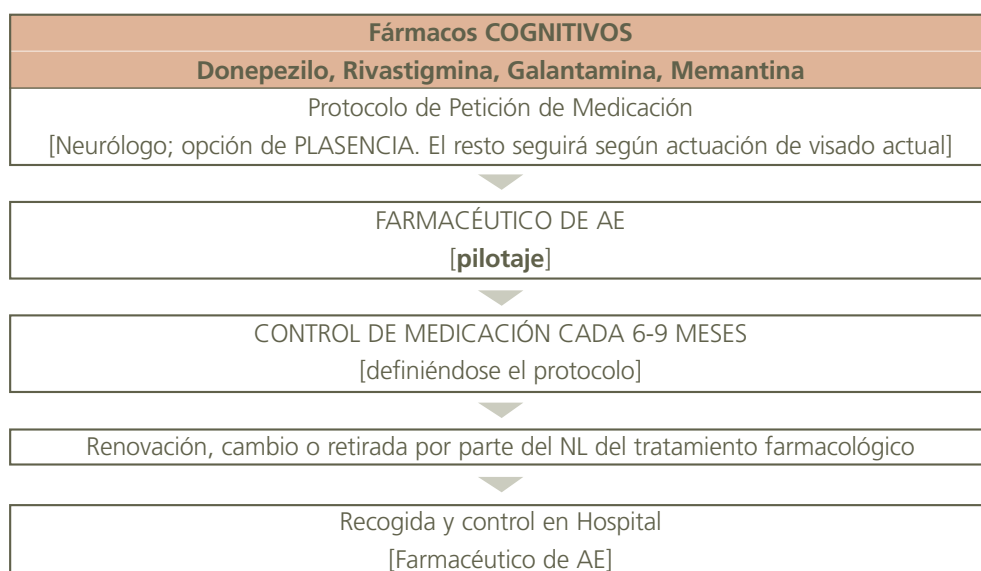 Fármacos COGNITIVOS
Donepezilo, Rivastigmina, Galantamina, Memantina
Protocolo de Petición de Medicación
[Neurólogo; opción de PLASENCIA. El resto seguirá según actuación de visado actual]
FARMACÉUTICO DE AE
[pilotaje]
CONTROL DE MEDICACIÓN CADA 6-9 MESES
[definiéndose el protocolo]
Renovación, cambio o retirada por parte del NL del tratamiento farmacológico
Recogida y control en Hospital
[Farmacéutico de AE]